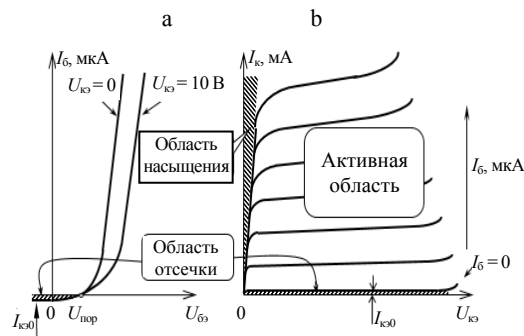 a
b
Iб, мкА
Uкэ=0
Uкэ=10 В
Iк, мА
Область
насыщения
Активная
область
Iб, мкА
Область
отсечки
Iб=0
Iкэ0
0
Uпор
Uбэ
0
Iкэ0
Uкэ